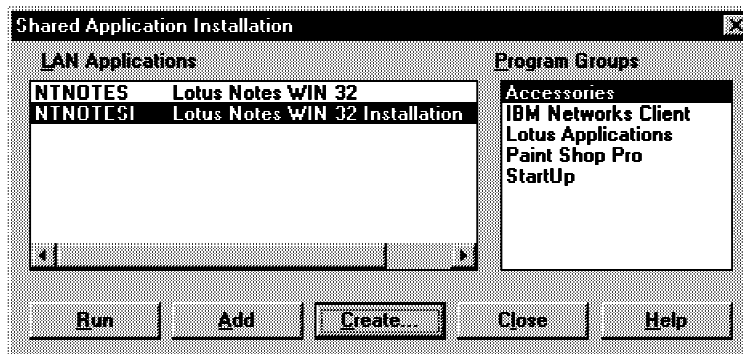 Shared Application Installation
LAN Applications
NTNOTES Lotus Notes WIN 32
NTNOTESI Lotus Notes WIN 32 Installation
Program Groups
Accessories
IBM Networks Client
Lotus Applications
Paint Shop Pro
StartUp
Run Add Create... Close Help